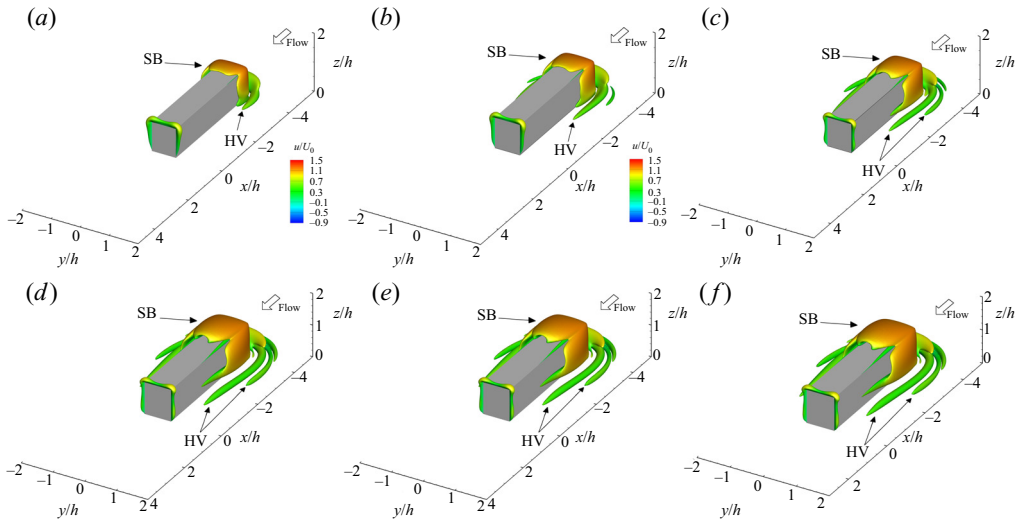 (a)
SB
Flow
2
z/h
0
HV
–4
–2
0
x/h
2
4
u/U0
1.5
1.1
0.7
0.3
–0.1
–0.5
–0.9
–2
–1
0
1
2
y/h
(b)
SB
Flow
2
z/h
0
HV
–4
–2
0
x/h
2
4
u/U0
1.5
1.1
0.7
0.3
–0.1
–0.5
–0.9
–2
–1
0
1
2
y/h
(c)
SB
Flow
2
z/h
0
HV
–4
–2
0
x/h
2
4
–2
–1
0
1
2
y/h
(d)
SB
Flow
2
1
z/h
0
HV
–4
–2
x/h
0
2
–2
–1
0
1
2 4
y/h
(e)
SB
Flow
2
1
z/h
0
HV
–4
–2
x/h
0
2
–2
–1
0
1
2 4
y/h
(f)
SB
Flow
2
1
z/h
0
HV
–4
–2
x/h
0
2
–2
–1
0
1
2
y/h